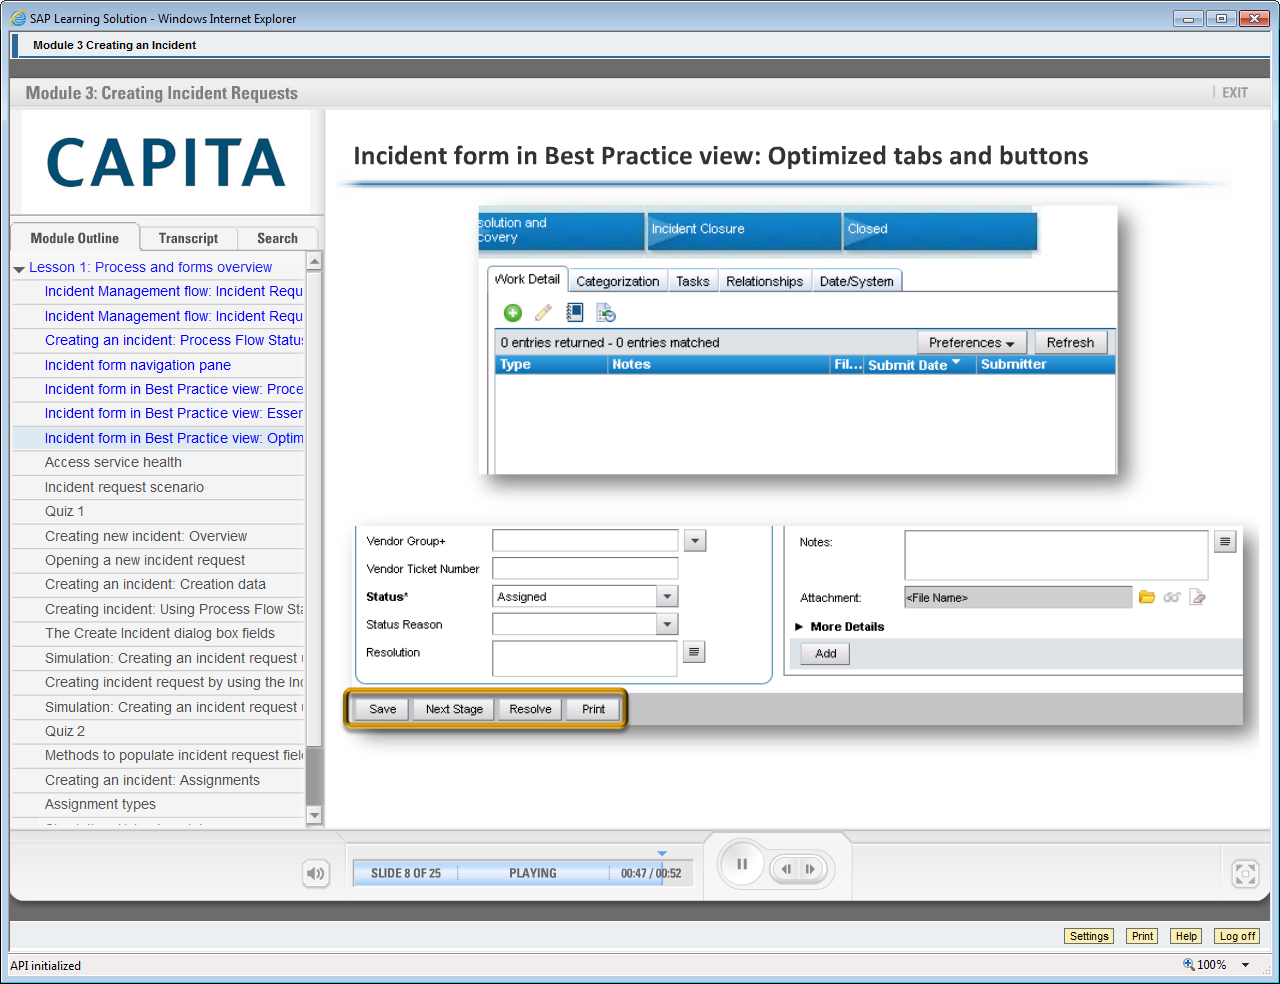 SAP Learning Solution - Windows Internet Explorer
Module 3 Creating an Incident
Module 3: Creating Incident Requests
EXIT
CAPITA
Module Outline
Transcript
Search
Lesson 1: Process and forms overview
Incident Management flow: Incident Requ
Incident Management flow: Incident Requ
Creating an incident: Process Flow Statu
Incident form navigation pane
Incident form in Best Practice view: Proce
Incident form in Best Practice view: Esser
Incident form in Best Practice view: Optim
Access service health
Incident request scenario
Quiz 1
Creating new incident: Overview
Opening a new incident request
Creating an incident: Creation data
Creating incident: Using Process Flow Sta
The Create Incident dialog box fields
Simulation: Creating an incident request
Creating incident request by using the Inc
Simulation: Creating an incident request
Quiz 2
Methods to populate incident request field
Creating an incident: Assignments
Assignment types
Incident form in Best Practice view: Optimized tabs and buttons
solution and
covery
Incident Closure
Closed
Work Detail
Categorization
Tasks
Relationships
Date/System
0 entries returned - 0 entries matched
Preferences
Refresh
Type
Notes
Fil...
Submit Date
Submitter
Vendor Group+
Vendor Ticket Number
Status*
Assigned
Status Reason
Resolution
Notes:
Attachment:
<File Name>
More Details
Add
Save
Next Stage
Resolve
Print
SLIDE 8 OF 25
PLAYING
00:47 / 00:52
Settings
Print
Help
Log off
API initialized
100%